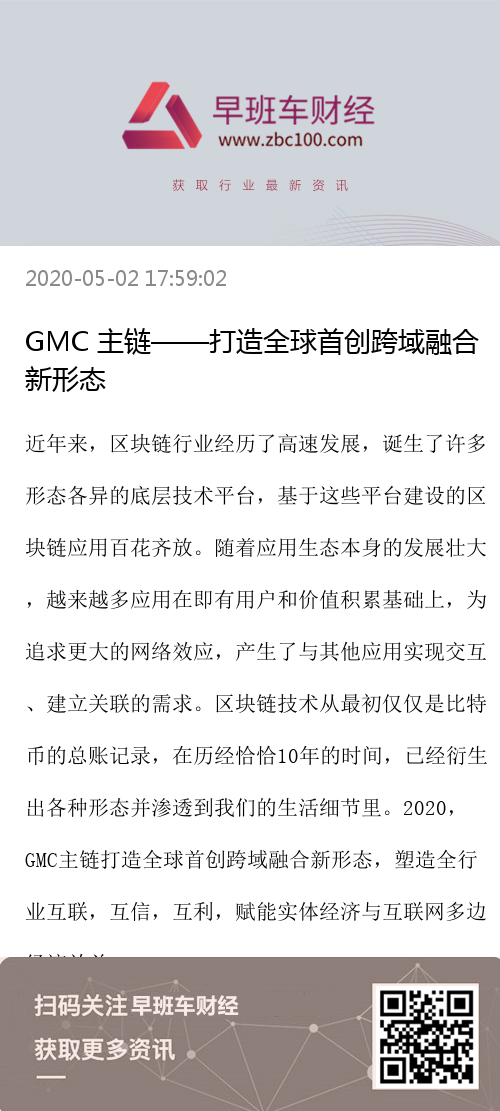 早班车财经
www.zbc100.com
获取行业最新资讯
2020-05-02 17:59:02
GMC 主链——打造全球首创跨域融合
新形态
近年来，区块链行业经历了高速发展，诞生了许多
形态各异的底层技术平台，基于这些平台建设的区
块链应用百花齐放。随着应用生态本身的发展壮大
，越来越多应用在即有用户和价值积累基础上，为
追求更大的网络效应，产生了与其他应用实现交互
、建立关联的需求。区块链技术从最初仅仅是比特
币的总账记录，在历经恰恰10年的时间，已经衍生
出各种形态并渗透到我们的生活细节里。2020，
GMC主链打造全球首创跨域融合新形态，塑造全行
业互联，互信，互利，赋能实体经济与互联网多边
扫码关注早班车财经
获取更多资讯